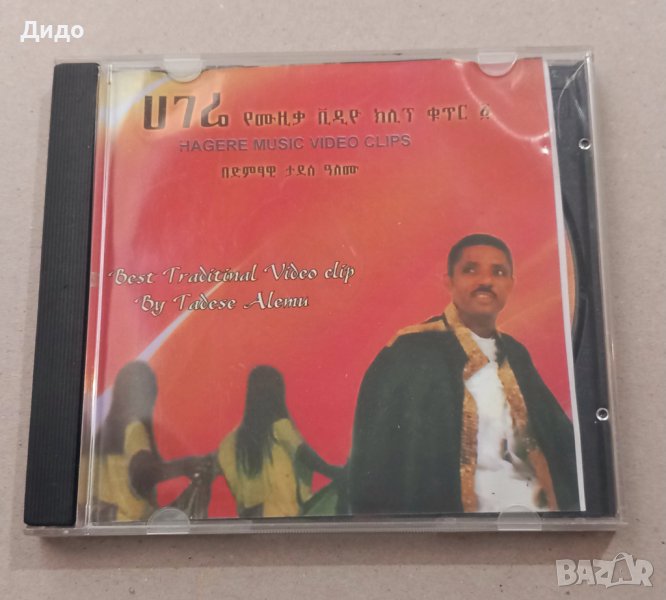 Дидо
ሀገሬ የሙዚቃ ቪዲዮ ክሊፕ ቁጥር ፩
HAGERE MUSIC VIDEO CLIPS
በድምፃዊ ታደሰ ዓለሙ
Best Traditinal Video clip
By Tadese Alemu
BAZAR